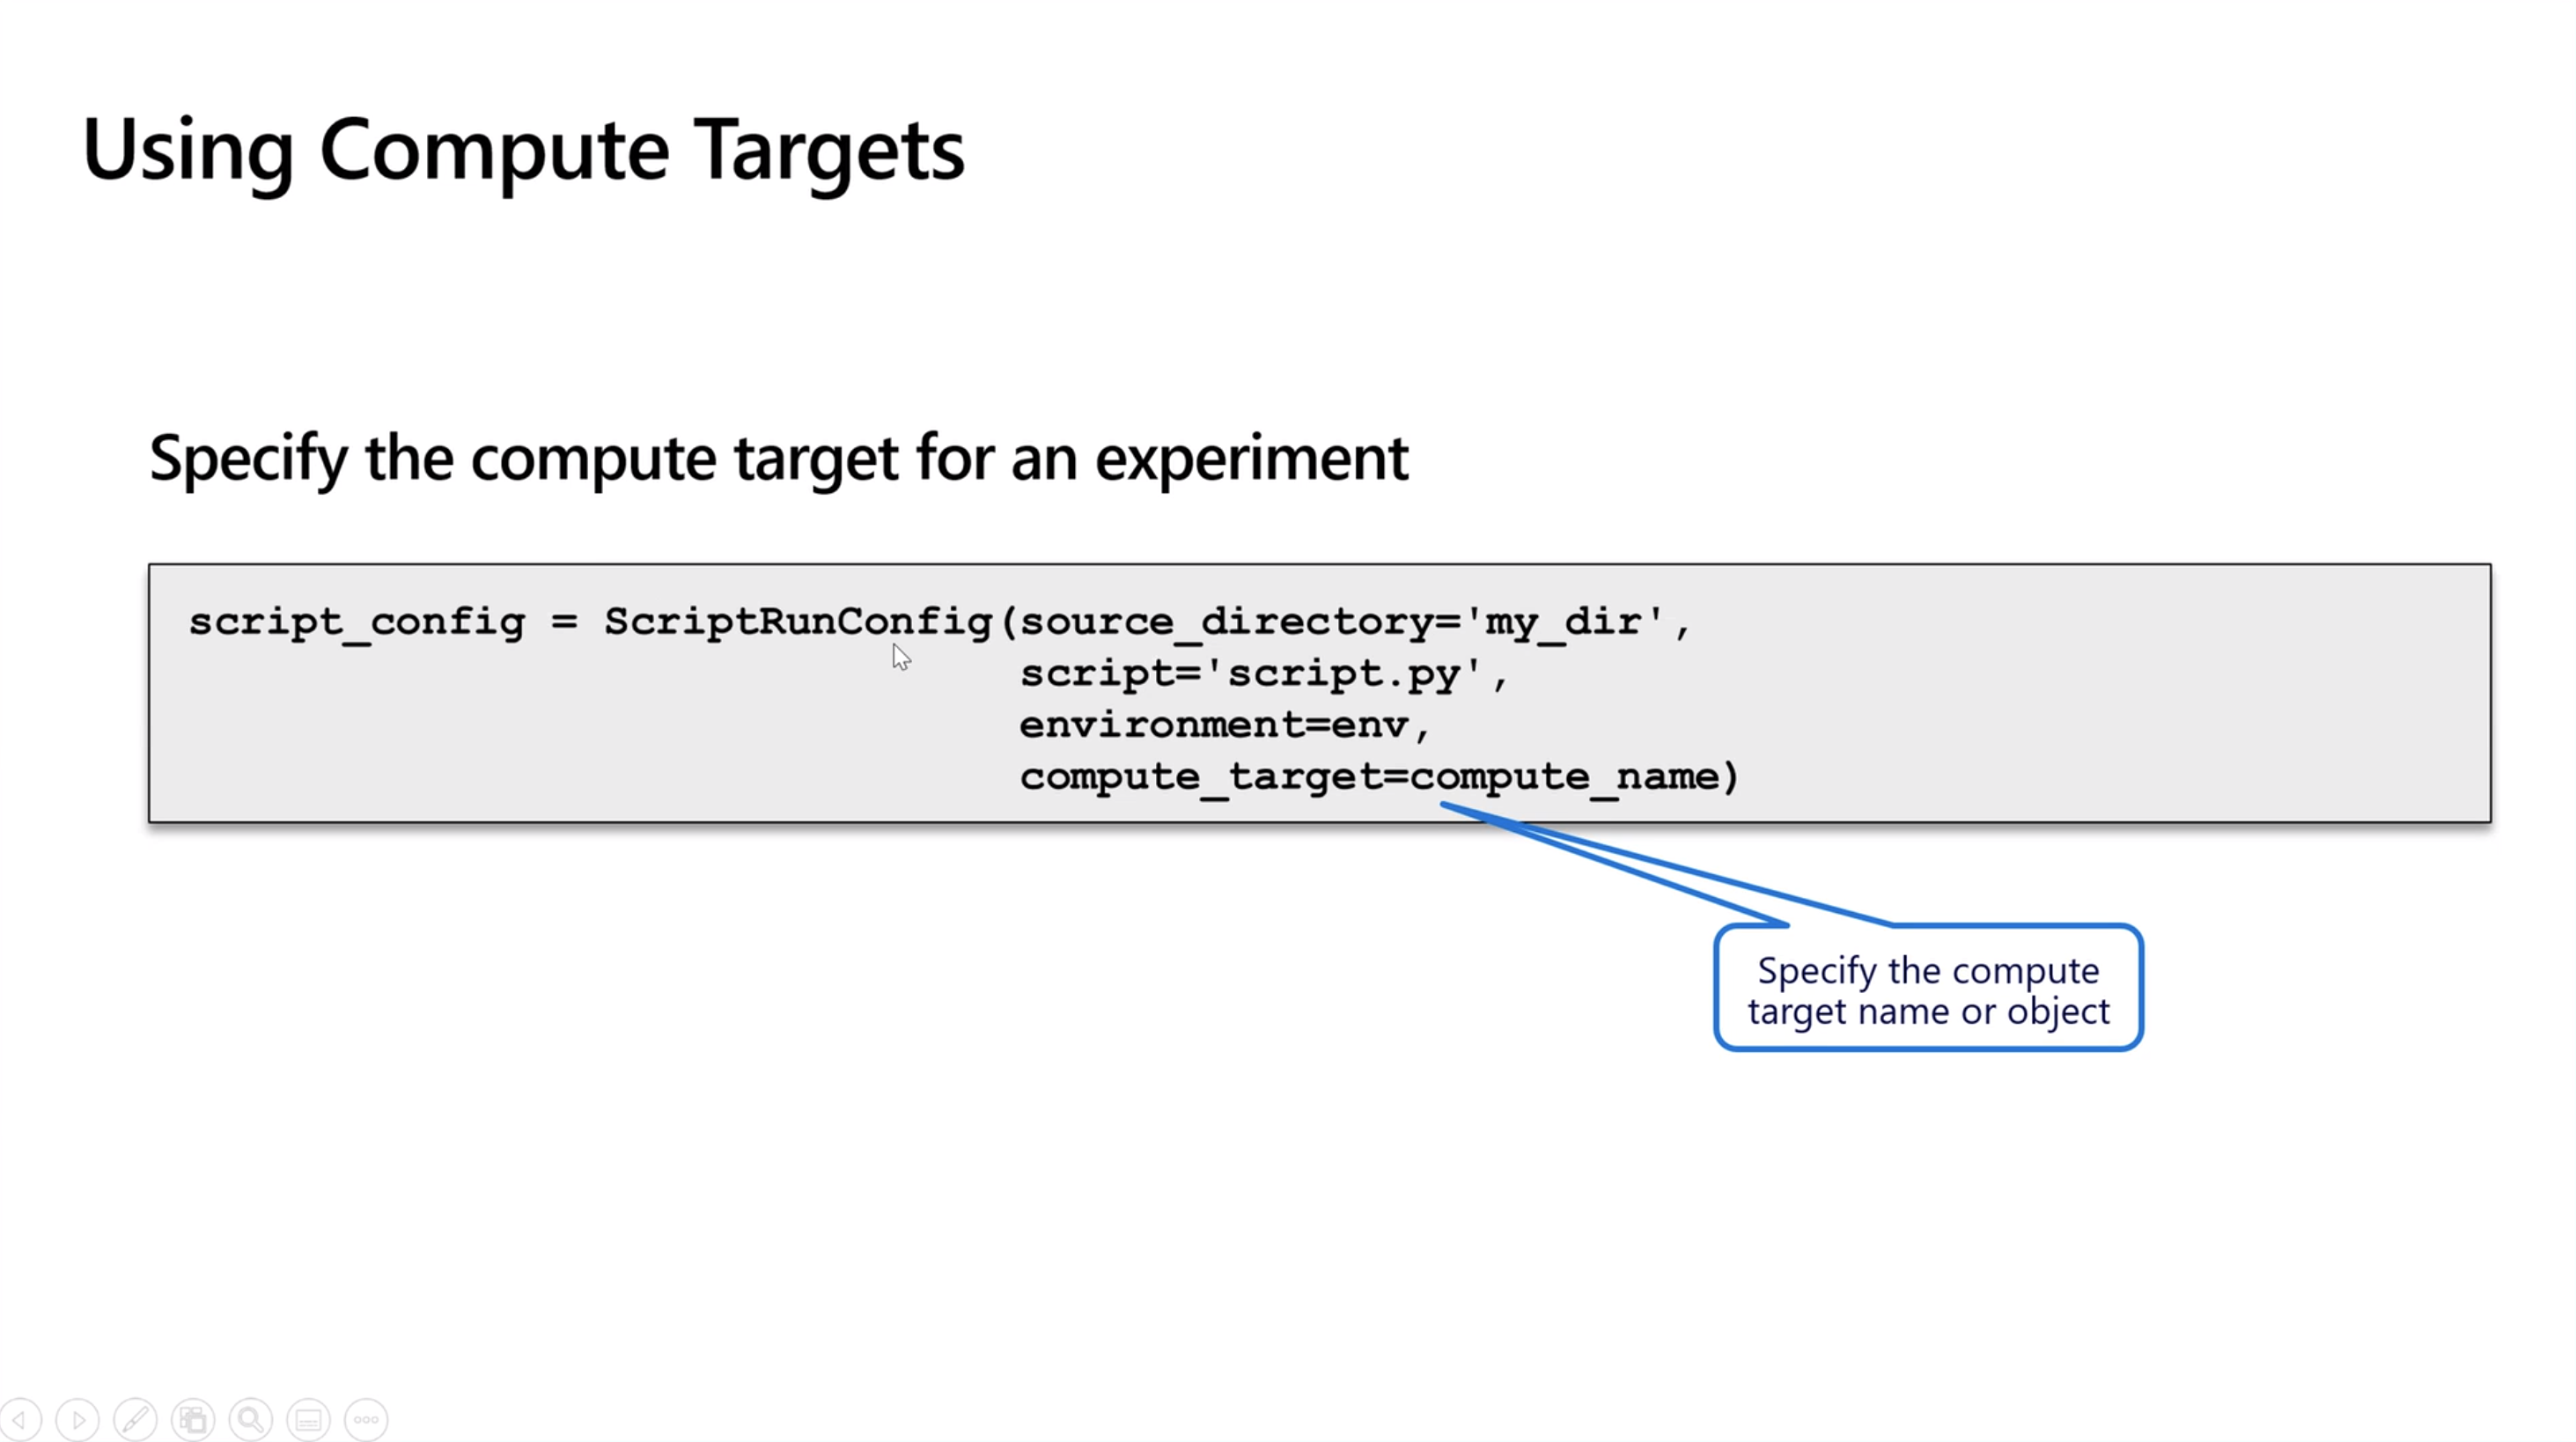 Using Compute Targets
Specify the compute target for an experiment
script_config = ScriptRunConfig(source_directory='my_dir',
script='script.py',
environment=env,
compute_target=compute_name)
Specify the compute
target name or object